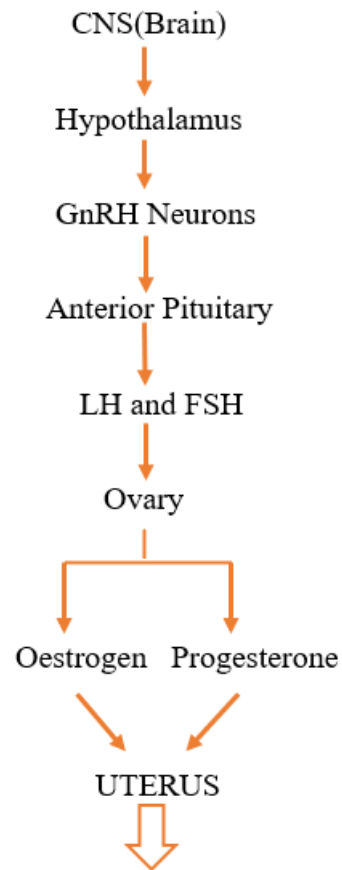 CNS(Brain)
Hypothalamus
GnRH Neurons
Anterior Pituitary
LH and FSH
Ovary
Oestrogen Progesterone
UTERUS